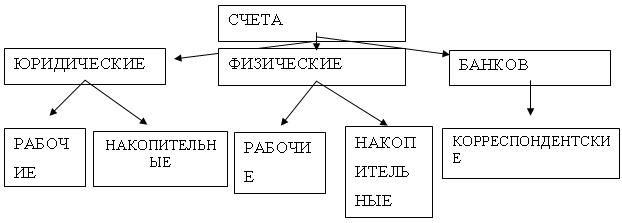 СЧЕТА
ЮРИДИЧЕСКИЕ
ФИЗИЧЕСКИЕ
БАНКОВ
РАБОЧ
ИЕ
НАКОПИТЕЛЬН
ЫЕ
РАБОЧИ
Е
НАКОП
ИТЕЛЬ
НЫЕ
КОРРЕСПОНДЕНТСКИ
Е